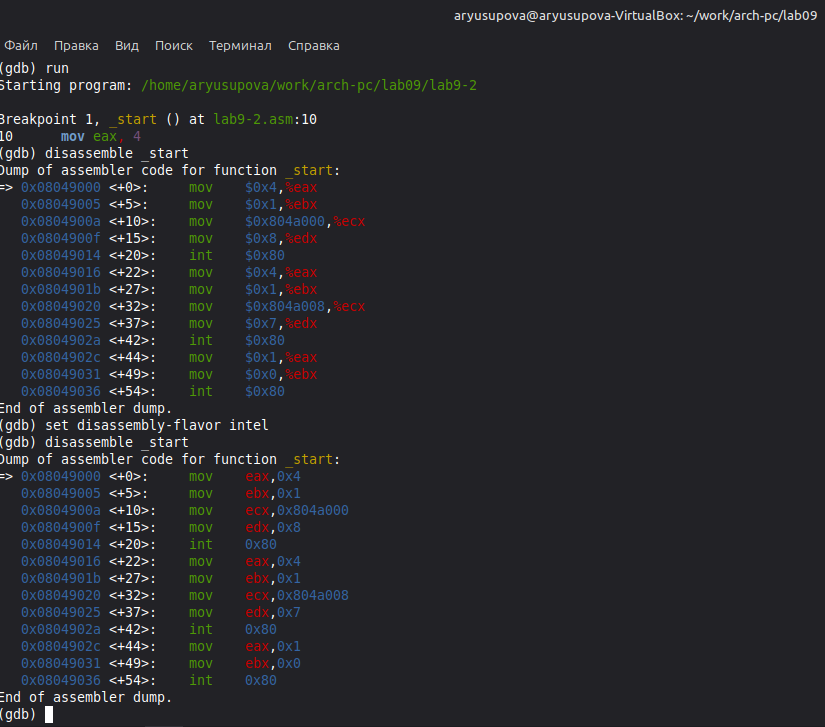 aryusupova@aryusupova-VirtualBox: ~/work/arch-pc/lab09
Файл Правка Вид Поиск Терминал Справка
(gdb) run
Starting program: /home/aryusupova/work/arch-pc/lab09/lab9-2

Breakpoint 1, _start () at lab9-2.asm:10
10      mov eax, 4
(gdb) disassemble _start
Dump of assembler code for function _start:
=> 0x08049000 <+0>:     mov    $0x4,%eax
   0x08049005 <+5>:     mov    $0x1,%ebx
   0x0804900a <+10>:    mov    $0x804a000,%ecx
   0x0804900f <+15>:    mov    $0x8,%edx
   0x08049014 <+20>:    int    $0x80
   0x08049016 <+22>:    mov    $0x4,%eax
   0x0804901b <+27>:    mov    $0x1,%ebx
   0x08049020 <+32>:    mov    $0x804a008,%ecx
   0x08049025 <+37>:    mov    $0x7,%edx
   0x0804902a <+42>:    int    $0x80
   0x0804902c <+44>:    mov    $0x1,%eax
   0x08049031 <+49>:    mov    $0x0,%ebx
   0x08049036 <+54>:    int    $0x80
End of assembler dump.
(gdb) set disassembly-flavor intel
(gdb) disassemble _start
Dump of assembler code for function _start:
=> 0x08049000 <+0>:     mov    eax,0x4
   0x08049005 <+5>:     mov    ebx,0x1
   0x0804900a <+10>:    mov    ecx,0x804a000
   0x0804900f <+15>:    mov    edx,0x8
   0x08049014 <+20>:    int    0x80
   0x08049016 <+22>:    mov    eax,0x4
   0x0804901b <+27>:    mov    ebx,0x1
   0x08049020 <+32>:    mov    ecx,0x804a008
   0x08049025 <+37>:    mov    edx,0x7
   0x0804902a <+42>:    int    0x80
   0x0804902c <+44>:    mov    eax,0x1
   0x08049031 <+49>:    mov    ebx,0x0
   0x08049036 <+54>:    int    0x80
End of assembler dump.
(gdb)